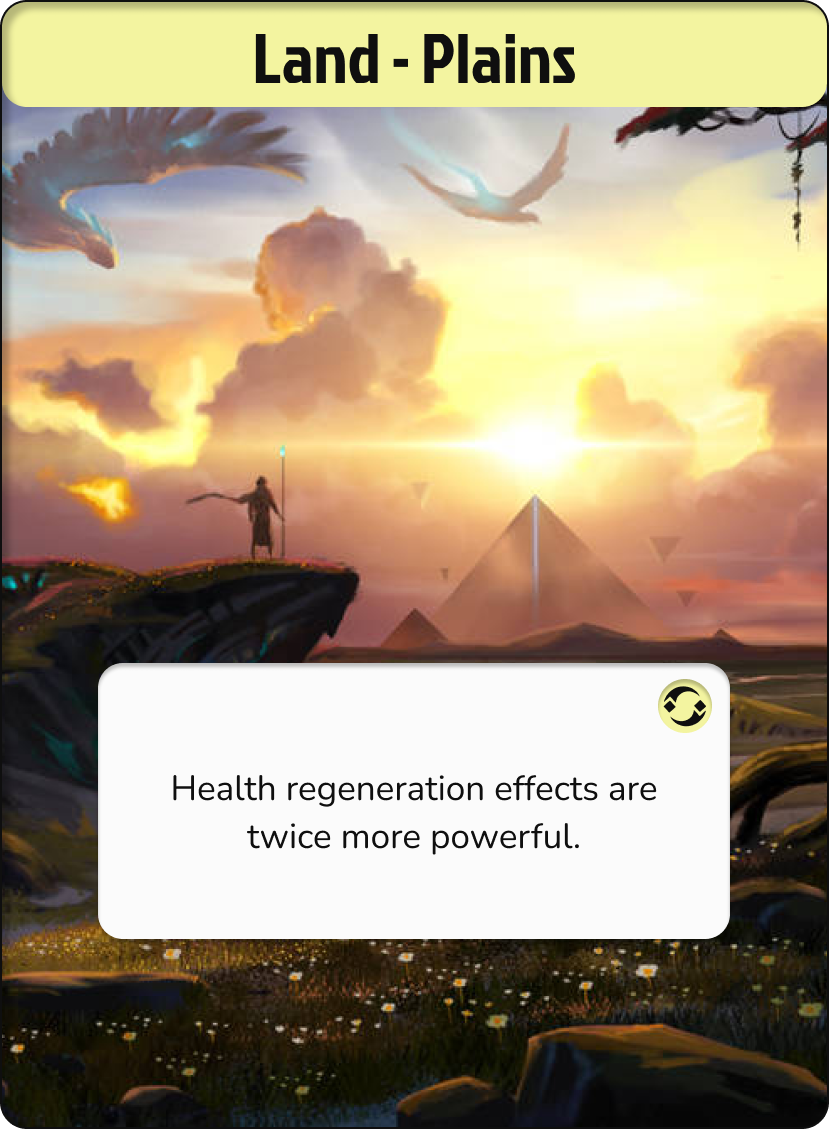 Land - Plains
Health regeneration effects are
twice more powerful.